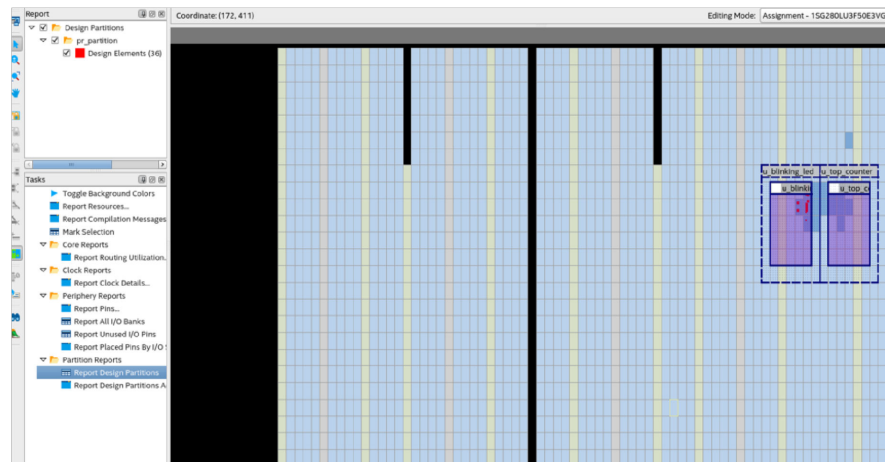 Report
Design Partitions
pr_partition
Design Elements (36)
Tasks
Toggle Background Colors
Report Resources...
Report Compilation Messages
Mark Selection
Core Reports
Report Routing Utilization.
Clock Reports
Report Clock Details...
Periphery Reports
Report Pins...
Report All I/O Banks
Report Unused I/O Pins
Report Placed Pins By I/O
Partition Reports
Report Design Partitions
Report Design Partitions A
Coordinate: (172, 411)
Editing Mode: Assignment - 1SG280LU3F50E3VG
u_blinking_led u_top_counter
u_blinki u_top_c